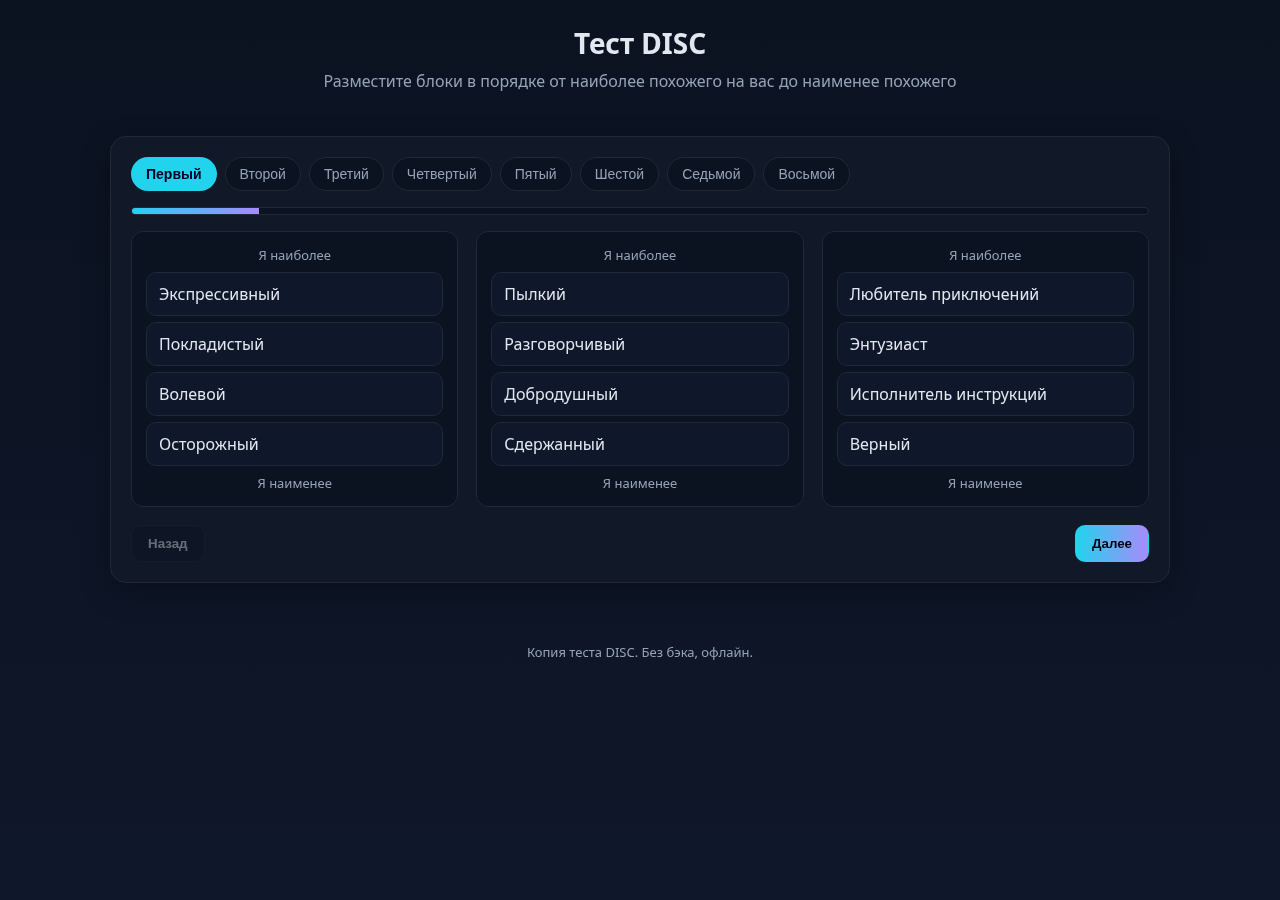 Тест DISC
Разместите блоки в порядке от наиболее похожего на вас до наименее похожего
Первый
Второй
Третий
Четвертый
Пятый
Шестой
Седьмой
Восьмой
Я наиболее
Экспрессивный
Покладистый
Волевой
Осторожный
Я наименее
Я наиболее
Пылкий
Разговорчивый
Добродушный
Сдержанный
Я наименее
Я наиболее
Любитель приключений
Энтузиаст
Исполнитель инструкций
Верный
Я наименее
Назад
Далее
Копия теста DISC. Без бэка, офлайн.